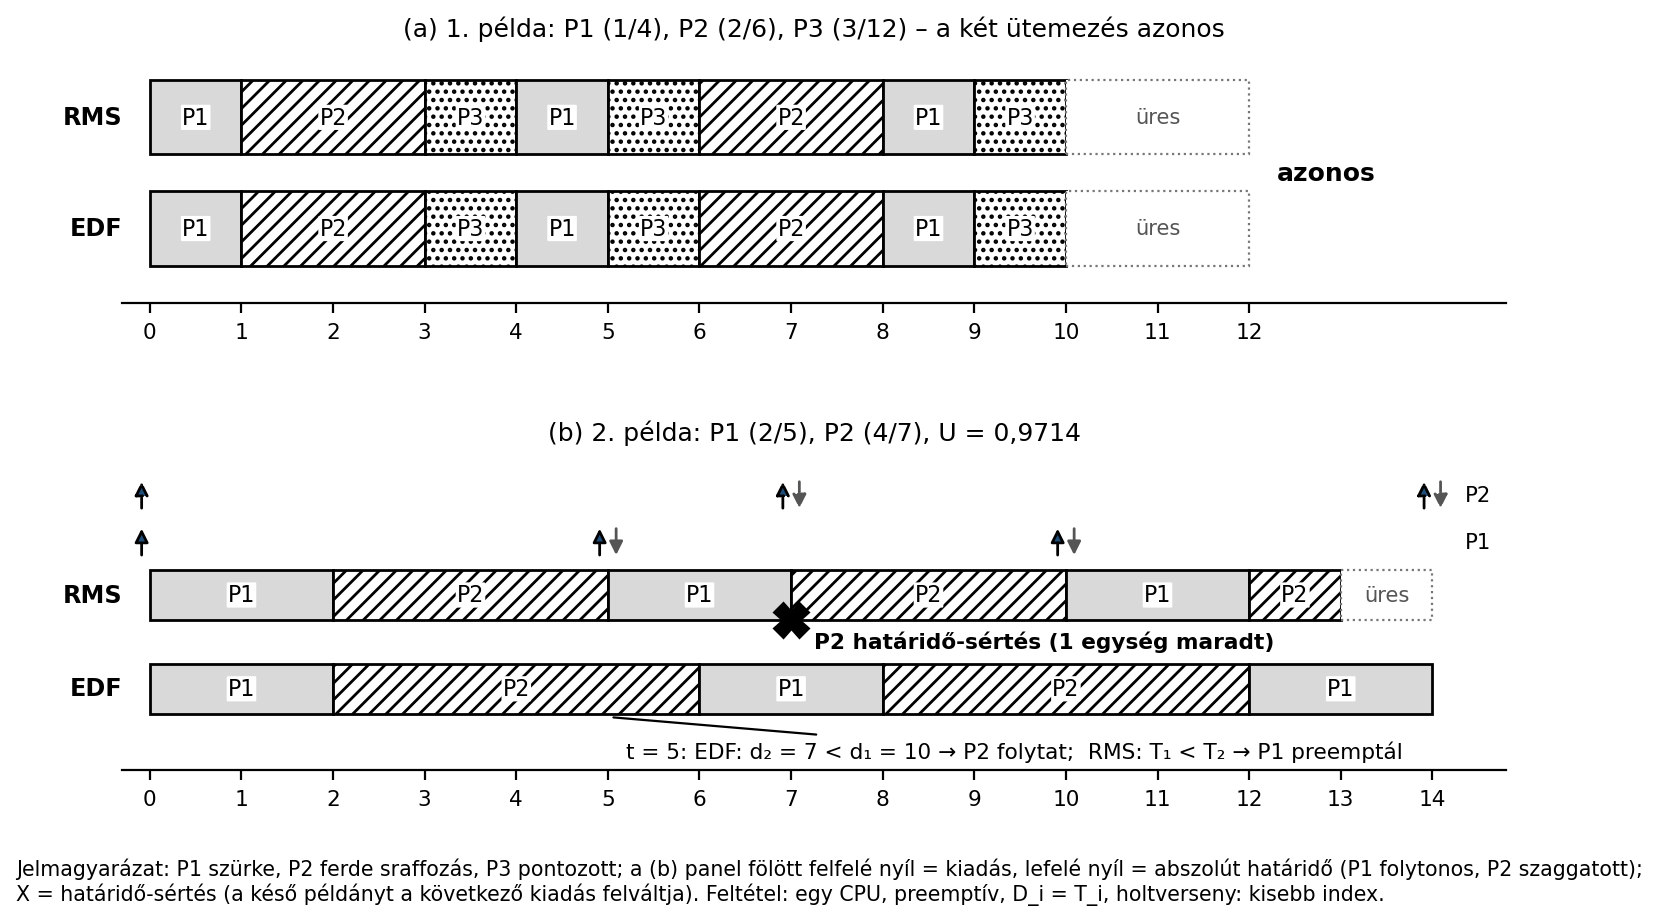 (a) 1. példa: P1 (1/4), P2 (2/6), P3 (3/12) – a két ütemezés azonos
RMS P1 P2 P3 P1 P3 P2 P1 P3 üres
azonos
EDF P1 P2 P3 P1 P3 P2 P1 P3 üres
0 1 2 3 4 5 6 7 8 9 10 11 12
(b) 2. példa: P1 (2/5), P2 (4/7), U = 0,9714
P2
P1
RMS P1 P2 P1 P2 P1 P2 üres
P2 határidő-sértés (1 egység maradt)
EDF P1 P2 P1 P2 P1
t = 5: EDF: d₂ = 7 < d₁ = 10 → P2 folytat; RMS: T₁ < T₂ → P1 preemptál
0 1 2 3 4 5 6 7 8 9 10 11 12 13 14
Jelmagyarázat: P1 szürke, P2 ferde sraffozás, P3 pontozott; a (b) panel fölött felfelé nyíl = kiadás, lefelé nyíl = abszolút határidő (P1 folytonos, P2 szaggatott);
X = határidő-sértés (a késő példányt a következő kiadás felváltja). Feltétel: egy CPU, preemptív, D_i = T_i, holtverseny: kisebb index.